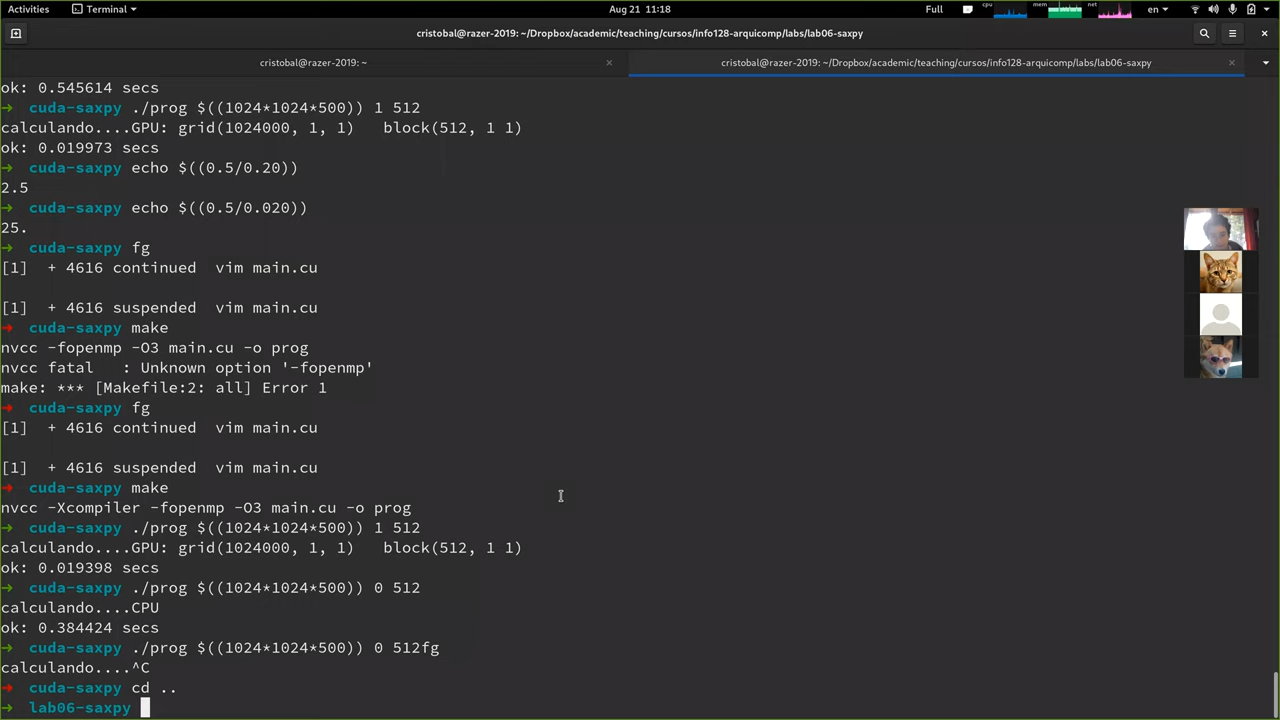 Activities Terminal Aug 21 11:18 Full cpu mem net en
cristobal@razer-2019: ~/Dropbox/academic/teaching/cursos/info128-arquicomp/labs/lab06-saxpy
cristobal@razer-2019: ~ cristobal@razer-2019: ~/Dropbox/academic/teaching/cursos/info128-arquicomp/labs/lab06-saxpy
ok: 0.545614 secs
→ cuda-saxpy ./prog $((1024*1024*500)) 1 512
calculando....GPU: grid(1024000, 1, 1) block(512, 1 1)
ok: 0.019973 secs
→ cuda-saxpy echo $((0.5/0.20))
2.5
→ cuda-saxpy echo $((0.5/0.020))
25.
→ cuda-saxpy fg
[1] + 4616 continued vim main.cu
[1] + 4616 suspended vim main.cu
→ cuda-saxpy make
nvcc -fopenmp -O3 main.cu -o prog
nvcc fatal : Unknown option '-fopenmp'
make: *** [Makefile:2: all] Error 1
→ cuda-saxpy fg
[1] + 4616 continued vim main.cu
[1] + 4616 suspended vim main.cu
→ cuda-saxpy make
nvcc -Xcompiler -fopenmp -O3 main.cu -o prog
→ cuda-saxpy ./prog $((1024*1024*500)) 1 512
calculando....GPU: grid(1024000, 1, 1) block(512, 1 1)
ok: 0.019398 secs
→ cuda-saxpy ./prog $((1024*1024*500)) 0 512
calculando....CPU
ok: 0.384424 secs
→ cuda-saxpy ./prog $((1024*1024*500)) 0 512fg
calculando....^C
→ cuda-saxpy cd ..
→ lab06-saxpy